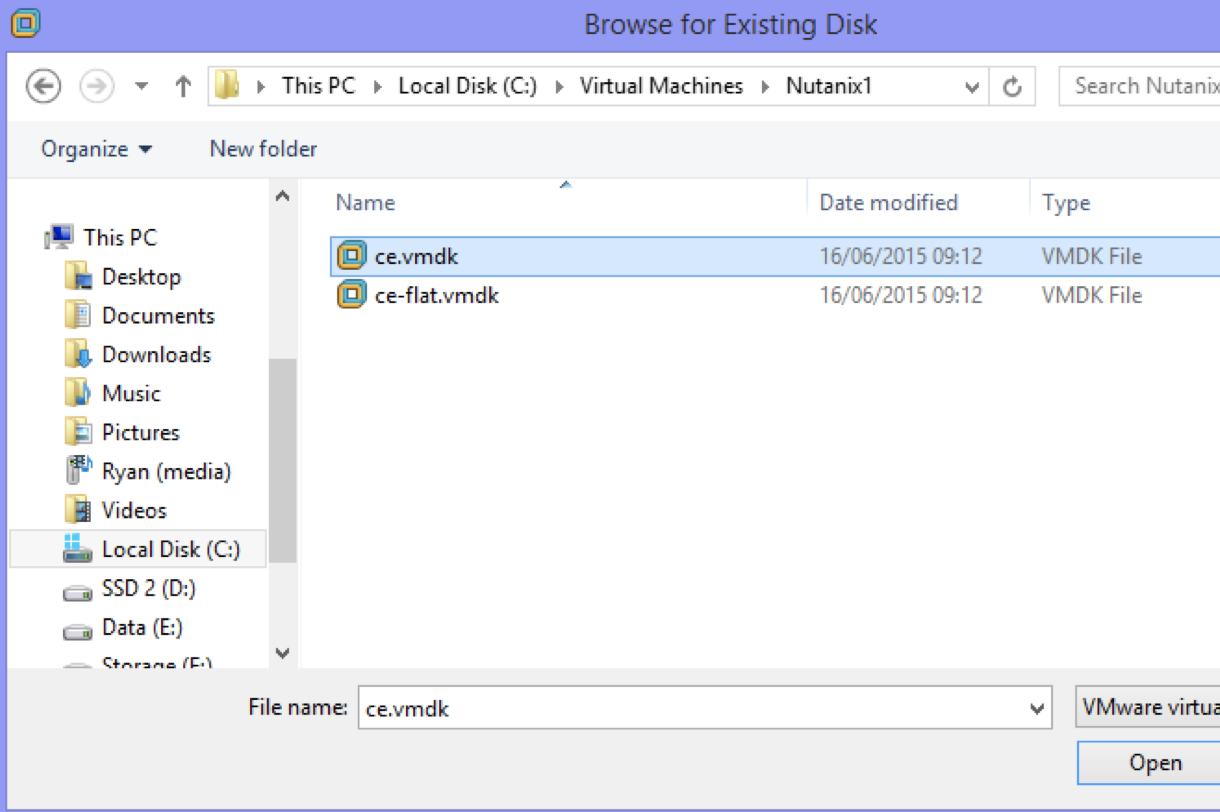 Browse for Existing Disk
This PC Local Disk (C:) Virtual Machines Nutanix1 Search Nutanix
Organize New folder
Name Date modified Type
This PC
ce.vmdk 16/06/2015 09:12 VMDK File
Desktop
ce-flat.vmdk 16/06/2015 09:12 VMDK File
Documents
Downloads
Music
Pictures
Ryan (media)
Videos
Local Disk (C:)
SSD 2 (D:)
Data (E:)
Storage (F:)
File name: ce.vmdk VMware virtua
Open